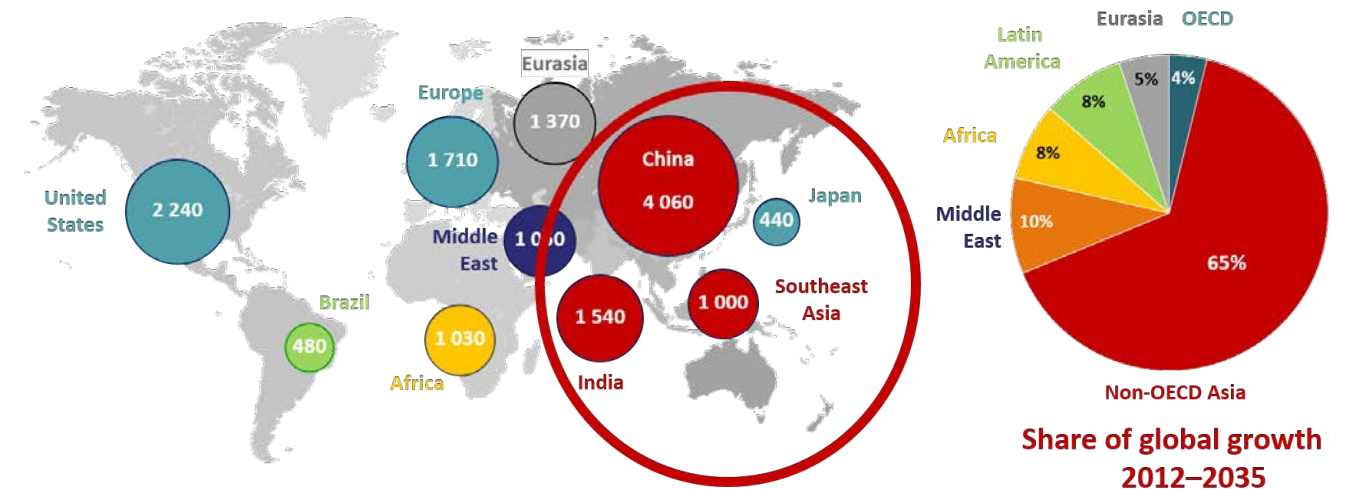 Eurasia
Europe
1 370
1 710
China
4 060
United
States
2 240
Japan
440
Middle
East
1 050
Southeast
Asia
1 000
Brazil
480
1 540
India
1 030
Africa
Eurasia OECD
Latin
America
5%
4%
8%
Africa
8%
Middle
East
10%
65%
Non-OECD Asia
Share of global growth
2012–2035